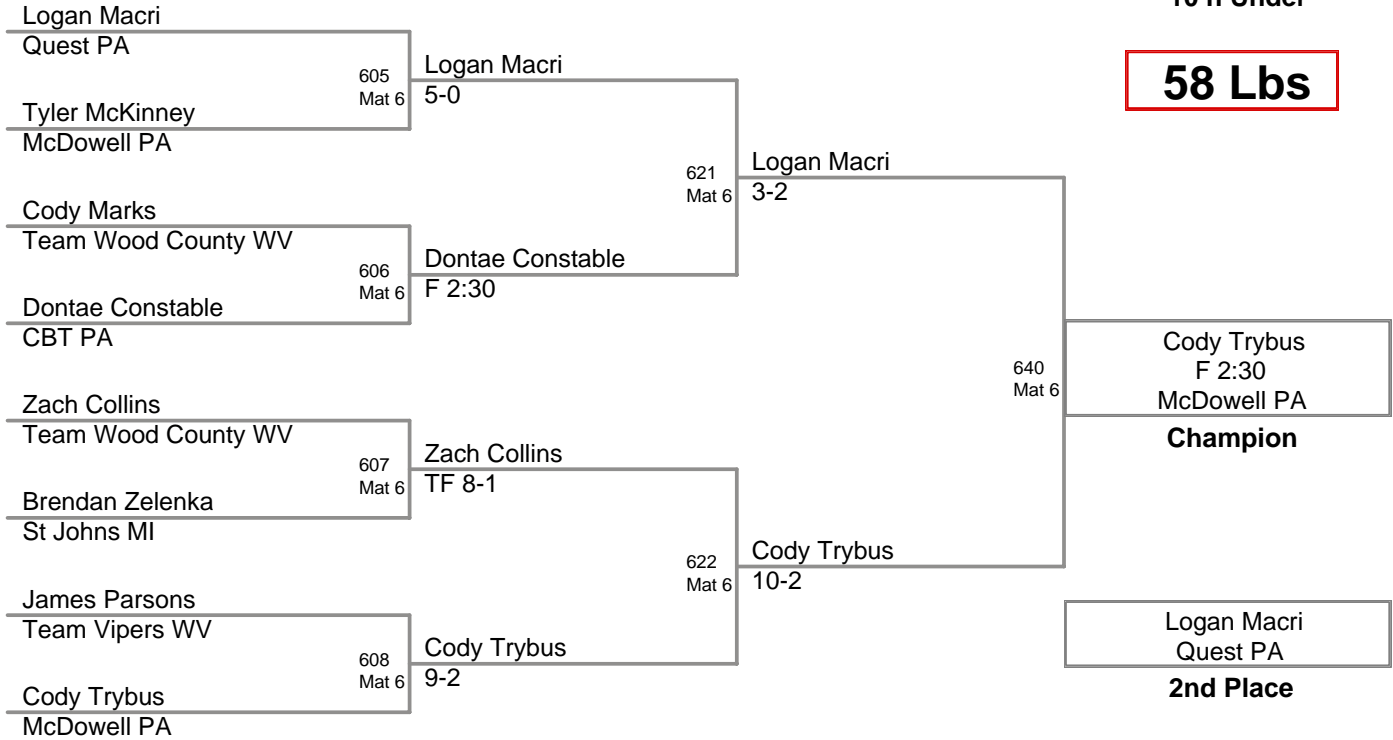 10 n Under
58 Lbs
Logan Macri
Quest PA
605
Mat 6
Tyler McKinney
McDowell PA
Logan Macri
5-0
Cody Marks
Team Wood County WV
606
Mat 6
Dontae Constable
CBT PA
Dontae Constable
F 2:30
621
Mat 6
Logan Macri
3-2
Zach Collins
Team Wood County WV
607
Mat 6
Brendan Zelenka
St Johns MI
Zach Collins
TF 8-1
James Parsons
Team Vipers WV
608
Mat 6
Cody Trybus
McDowell PA
Cody Trybus
9-2
622
Mat 6
Cody Trybus
10-2
640
Mat 6
Cody Trybus
F 2:30
McDowell PA
Champion
Logan Macri
Quest PA
2nd Place